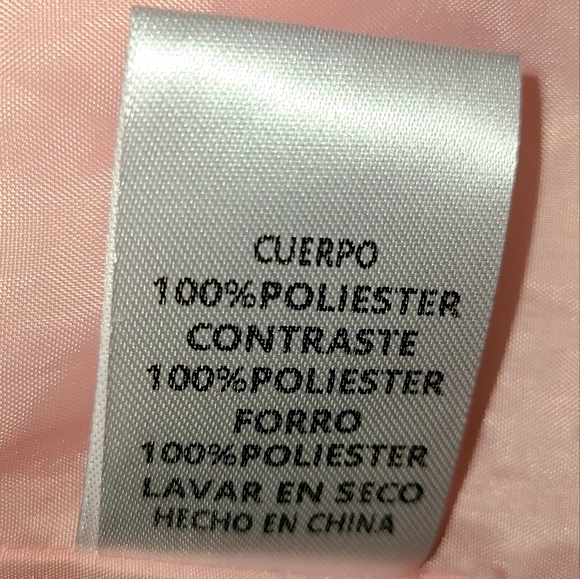 CUERPO
100%POLIESTER
CONTRASTE
100%POLIESTER
FORRO
100%POLIESTER
LAVAR EN SECO
HECHO EN CHINA